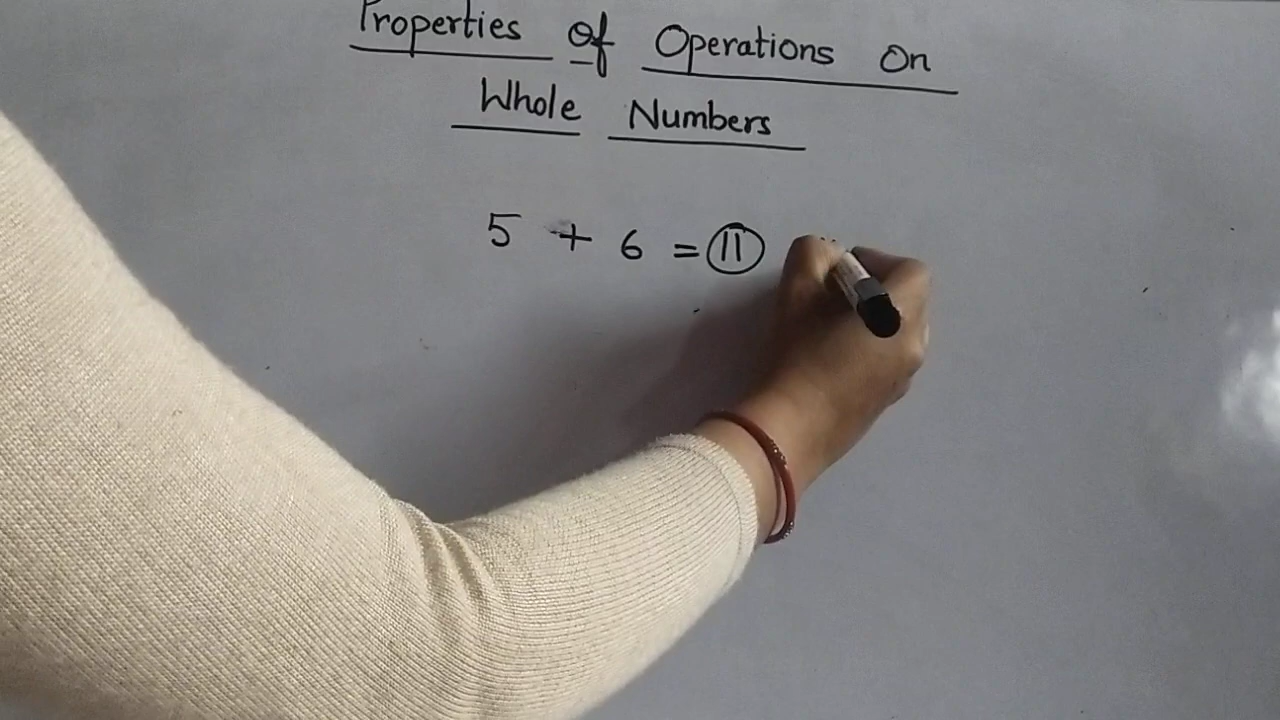 Properties of Operations On
Whole Numbers
5 + 6 = 11